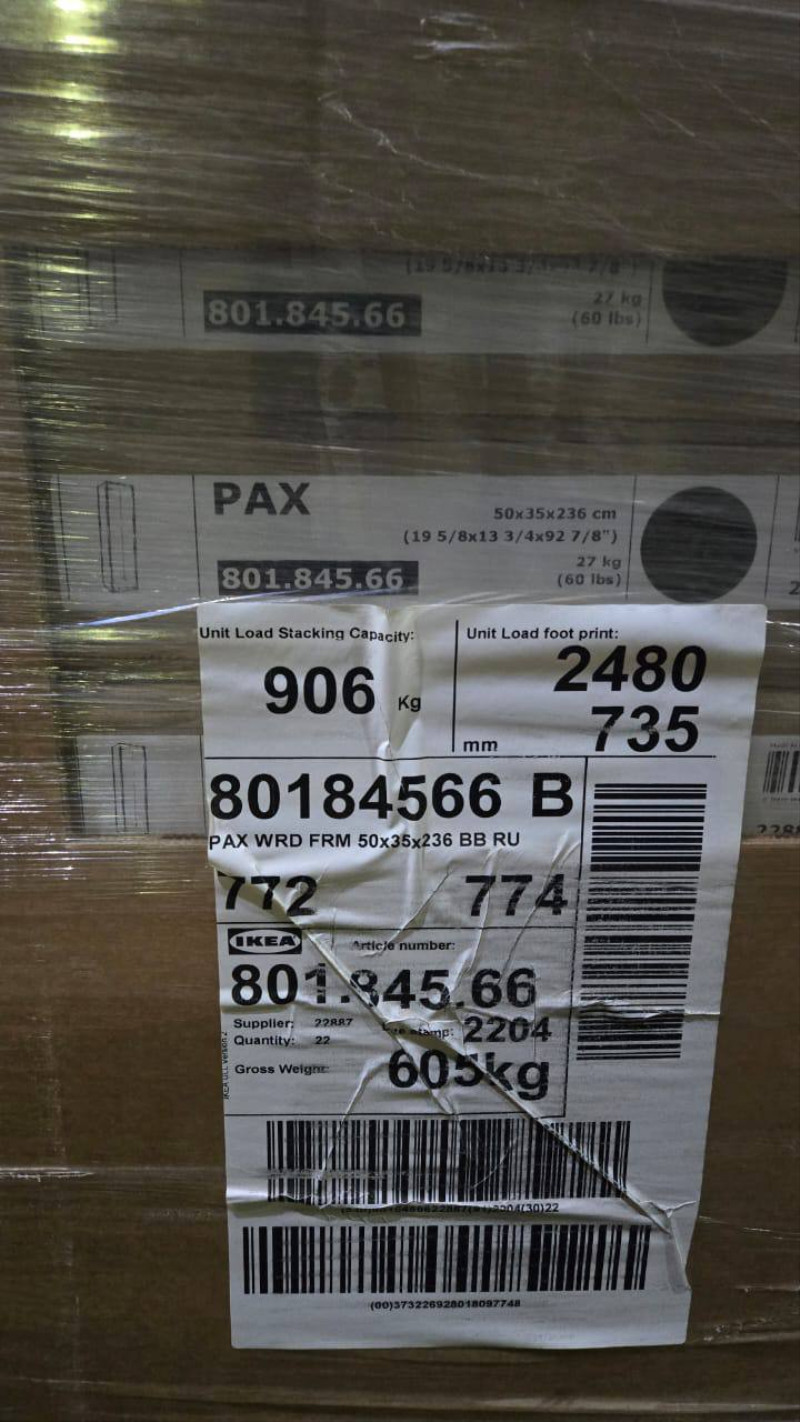 801.845.66
27 kg
(60 lbs)
PAX
50x35x236 cm
(19 5/8x13 3/4x92 7/8")
801.845.66
27 kg
(60 lbs)
Unit Load Stacking Capacity:
906 Kg
Unit Load foot print:
2480
735
mm
80184566 B
PAX WRD FRM 50x35x236 BB RU
772 774
IKEA
Article number:
801.845.66
Supplier: 22887
stamp: 2204
Quantity: 22
Gross Weight:
605kg
(00)373226928018097748